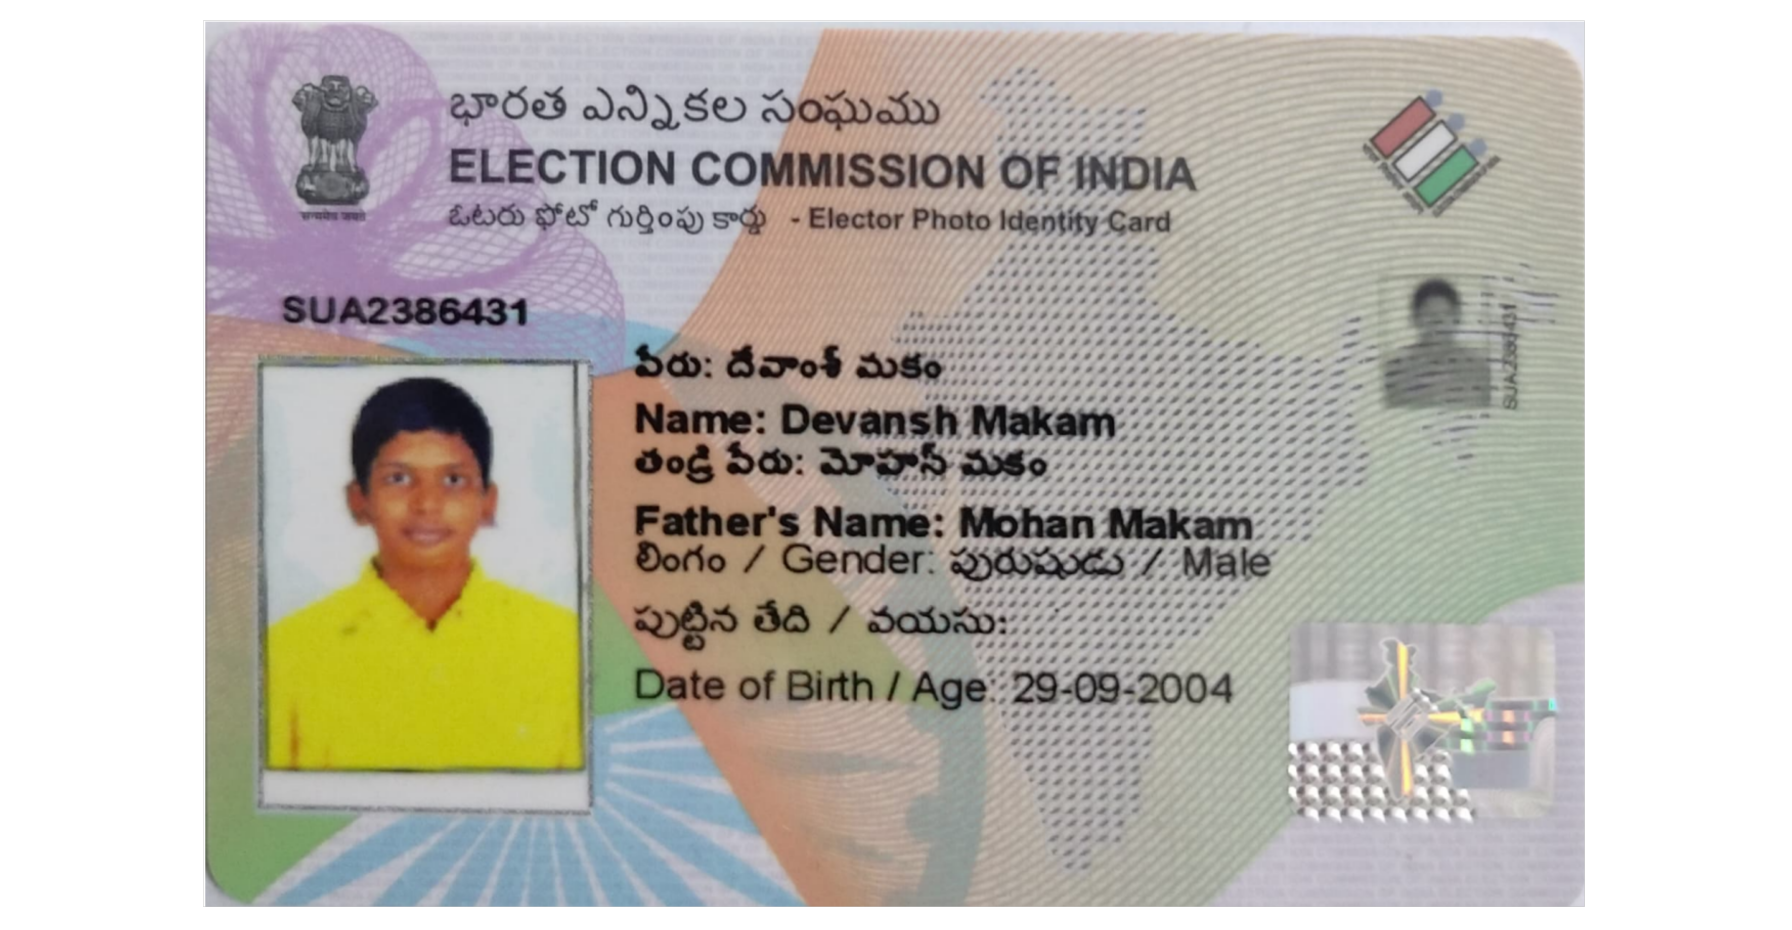 భారత ఎన్నికల సంఘము
ELECTION COMMISSION OF INDIA
ఓటరు ఫోటో గుర్తింపు కార్డు - Elector Photo Identity Card
सत्यमेव जयते
SUA2386431
SUA2386431
పేరు: దేవాంశ్ మకం
Name: Devansh Makam
తండ్రి పేరు: మోహన్ మకం
Father's Name: Mohan Makam
లింగం / Gender: పురుషుడు / Male
పుట్టిన తేది / వయసు:
Date of Birth / Age: 29-09-2004